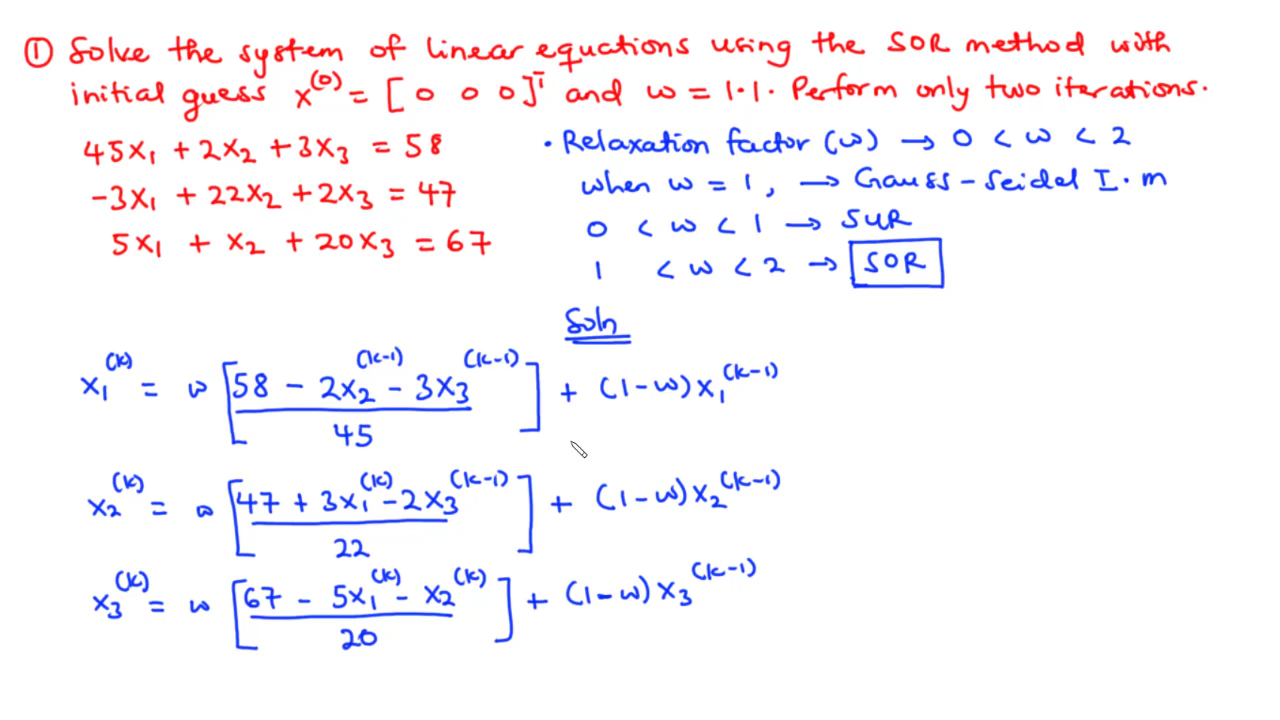 ① Solve the system of linear equations using the SOR method with
initial guess x⁽⁰⁾ = [ 0 0 0 ]ᵀ and ω = 1.1. Perform only two iterations.
45x₁ + 2x₂ + 3x₃ = 58
-3x₁ + 22x₂ + 2x₃ = 47
5x₁ + x₂ + 20x₃ = 67
• Relaxation factor (ω) → 0 < ω < 2
when ω = 1, → Gauss-Seidel I.m
0 < ω < 1 → SUR
1 < ω < 2 → SOR
Soln
x₁⁽ᵏ⁾ = ω [ (58 - 2x₂⁽ᵏ⁻¹⁾ - 3x₃⁽ᵏ⁻¹⁾) / 45 ] + (1-ω)x₁⁽ᵏ⁻¹⁾
x₂⁽ᵏ⁾ = ω [ (47 + 3x₁⁽ᵏ⁾ - 2x₃⁽ᵏ⁻¹⁾) / 22 ] + (1-ω)x₂⁽ᵏ⁻¹⁾
x₃⁽ᵏ⁾ = ω [ (67 - 5x₁⁽ᵏ⁾ - x₂⁽ᵏ⁾) / 20 ] + (1-ω)x₃⁽ᵏ⁻¹⁾